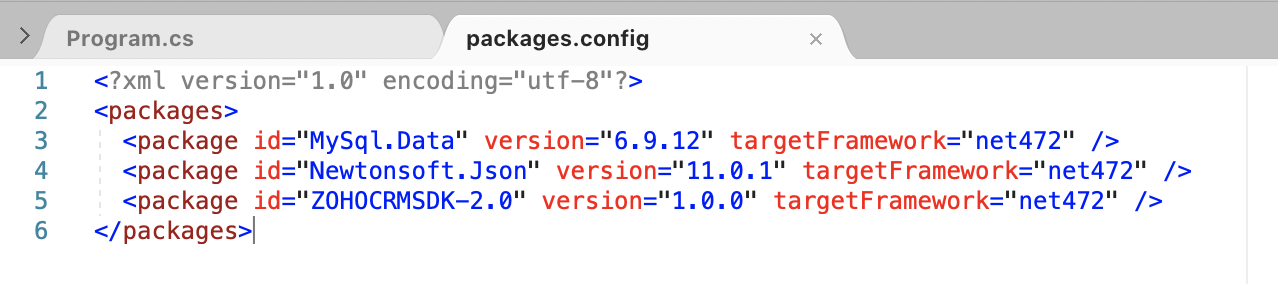 Program.cs packages.config ×
1 <?xml version="1.0" encoding="utf-8"?>
2 <packages>
3 <package id="MySql.Data" version="6.9.12" targetFramework="net472" />
4 <package id="Newtonsoft.Json" version="11.0.1" targetFramework="net472" />
5 <package id="ZOHOCRMSDK-2.0" version="1.0.0" targetFramework="net472" />
6 </packages>